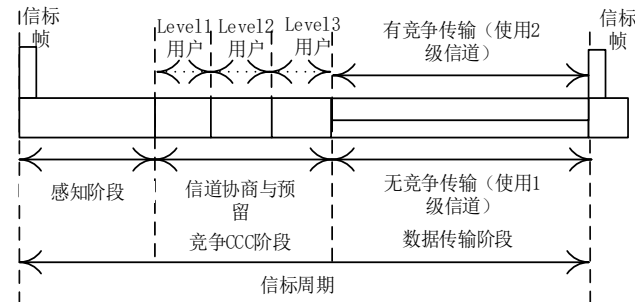 信标
帧
Level1
用户
Level2
用户
Level3
用户
有竞争传输（使用2
级信道）
信标
帧
感知阶段
信道协商与预
留
竞争CCC阶段
无竞争传输（使用1
级信道）
数据传输阶段
信标周期